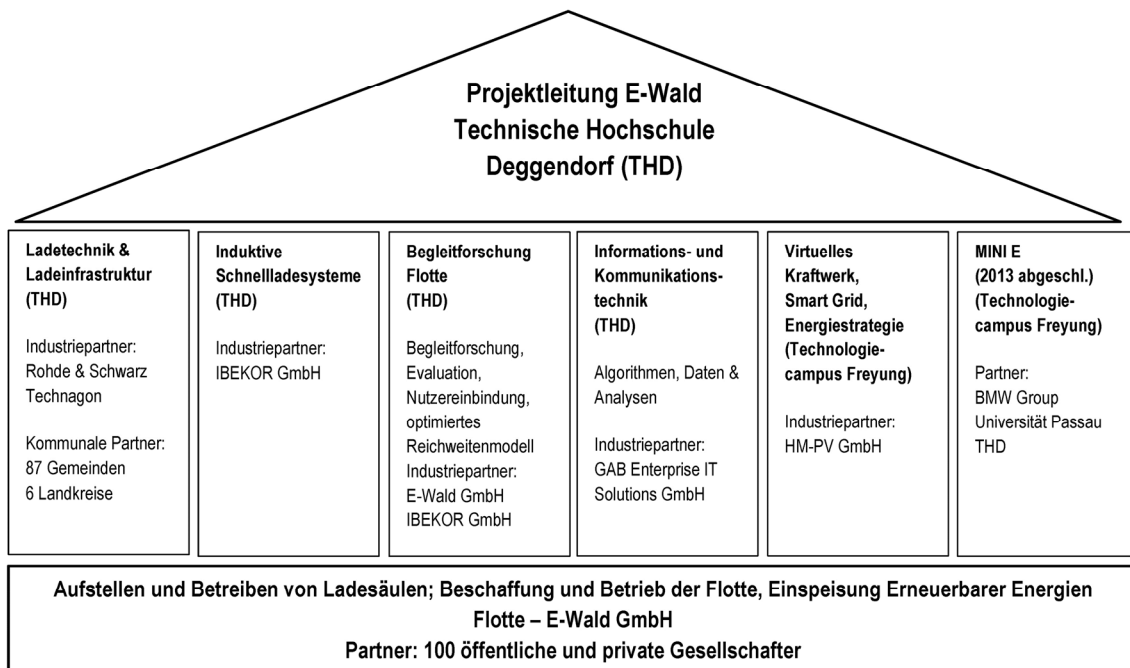 Projektleitung E-Wald
Technische Hochschule
Deggendorf (THD)
Ladetechnik &
Ladeinfrastruktur
(THD)
Industriepartner:
Rohde & Schwarz
Technagon
Kommunale Partner:
87 Gemeinden
6 Landkreise
Induktive
Schnellladesysteme
(THD)
Industriepartner:
IBEKOR GmbH
Begleitforschung
Flotte
(THD)
Begleitforschung,
Evaluation,
Nutzereinbindung,
optimiertes
Reichweitenmodell
Industriepartner:
E-Wald GmbH
IBEKOR GmbH
Informations- und
Kommunikations-
technik
(THD)
Algorithmen, Daten &
Analysen
Industriepartner:
GAB Enterprise IT
Solutions GmbH
Virtuelles
Kraftwerk,
Smart Grid,
Energiestrategie
(Technologie-
campus Freyung)
Industriepartner:
HM-PV GmbH
MINI E
(2013 abgeschl.)
(Technologie-
campus Freyung)
Partner:
BMW Group
Universität Passau
THD
Aufstellen und Betreiben von Ladesäulen; Beschaffung und Betrieb der Flotte, Einspeisung Erneuerbarer Energien
Flotte – E-Wald GmbH
Partner: 100 öffentliche und private Gesellschafter